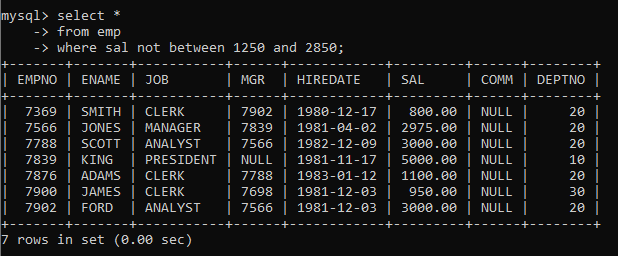 mysql> select *
    -> from emp
    -> where sal not between 1250 and 2850;
+-------+-------+-----------+------+------------+---------+------+--------+
| EMPNO | ENAME | JOB       | MGR  | HIREDATE   | SAL     | COMM | DEPTNO |
+-------+-------+-----------+------+------------+---------+------+--------+
|  7369 | SMITH | CLERK     | 7902 | 1980-12-17 |  800.00 | NULL |     20 |
|  7566 | JONES | MANAGER   | 7839 | 1981-04-02 | 2975.00 | NULL |     20 |
|  7788 | SCOTT | ANALYST   | 7566 | 1982-12-09 | 3000.00 | NULL |     20 |
|  7839 | KING  | PRESIDENT | NULL | 1981-11-17 | 5000.00 | NULL |     10 |
|  7876 | ADAMS | CLERK     | 7788 | 1983-01-12 | 1100.00 | NULL |     20 |
|  7900 | JAMES | CLERK     | 7698 | 1981-12-03 |  950.00 | NULL |     30 |
|  7902 | FORD  | ANALYST   | 7566 | 1981-12-03 | 3000.00 | NULL |     20 |
+-------+-------+-----------+------+------------+---------+------+--------+
7 rows in set (0.00 sec)